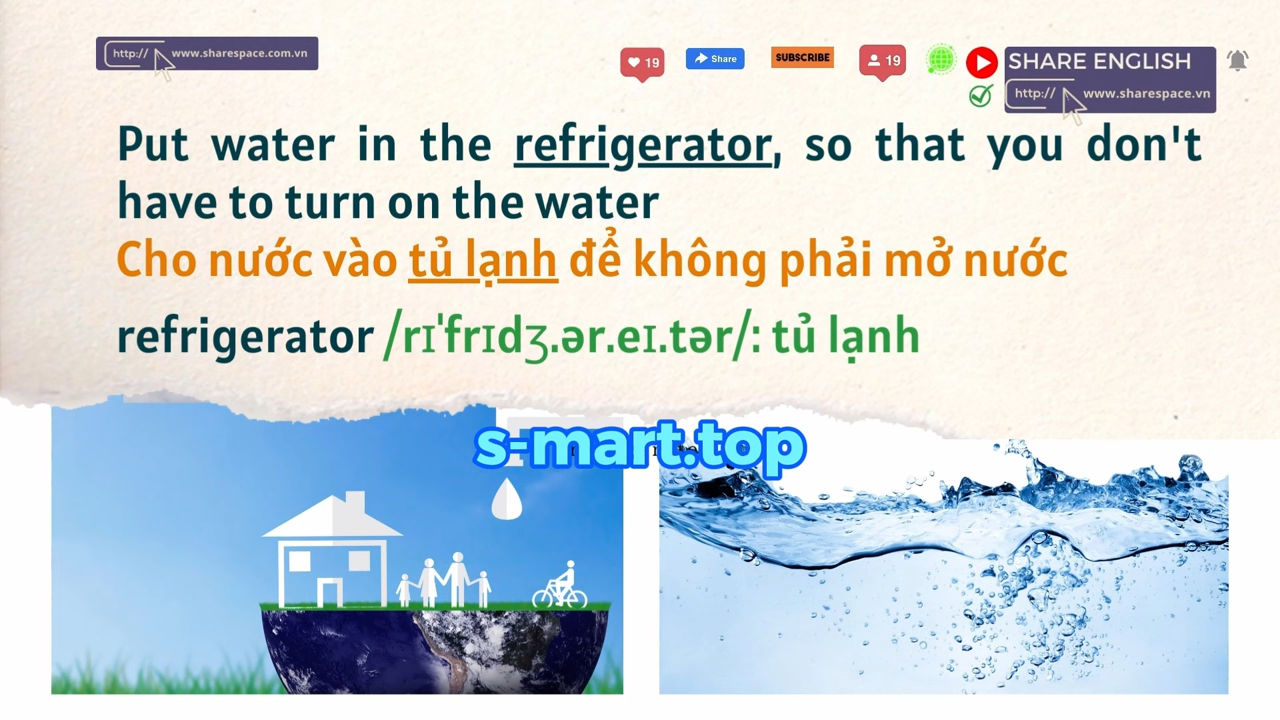 http:// www.sharespace.com.vn
19 Share SUBSCRIBE 19
SHARE ENGLISH
http:// www.sharespace.vn
Put water in the refrigerator, so that you don't
have to turn on the water
Cho nước vào tủ lạnh để không phải mở nước
refrigerator /rɪˈfrɪdʒ.ər.eɪ.tər/: tủ lạnh
s-mart.top